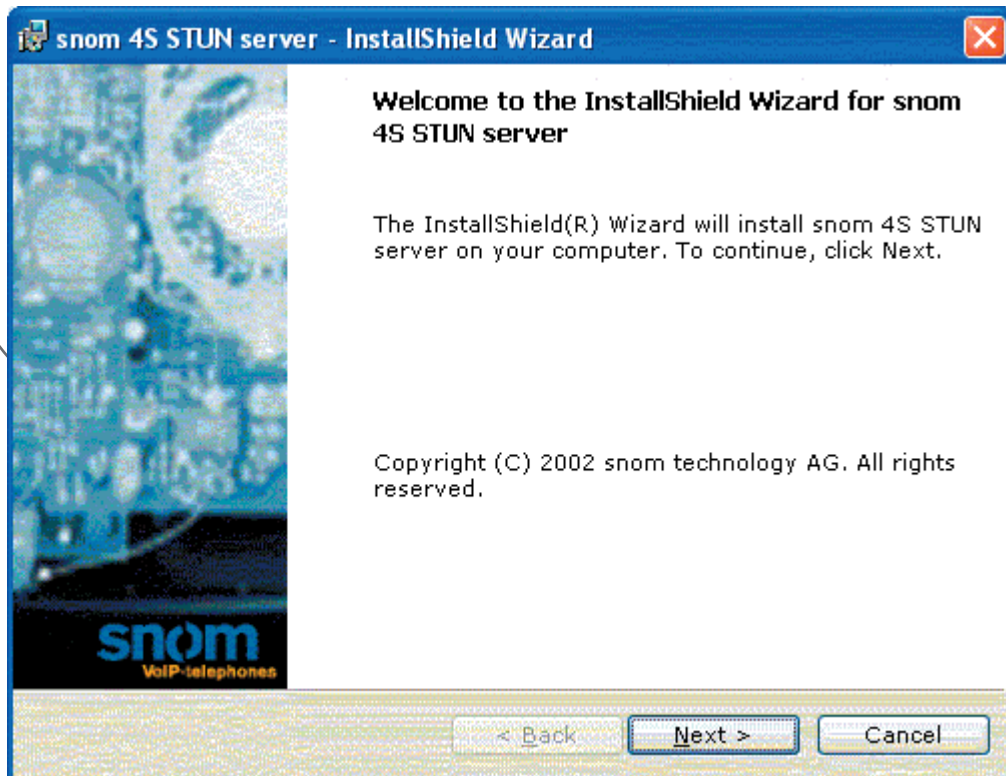 snom 4S STUN server - InstallShield Wizard
Welcome to the InstallShield Wizard for snom
4S STUN server
The InstallShield(R) Wizard will install snom 4S STUN
server on your computer. To continue, click Next.
Copyright (C) 2002 snom technology AG. All rights
reserved.
snom
VoIP-telephones
< Back
Next >
Cancel